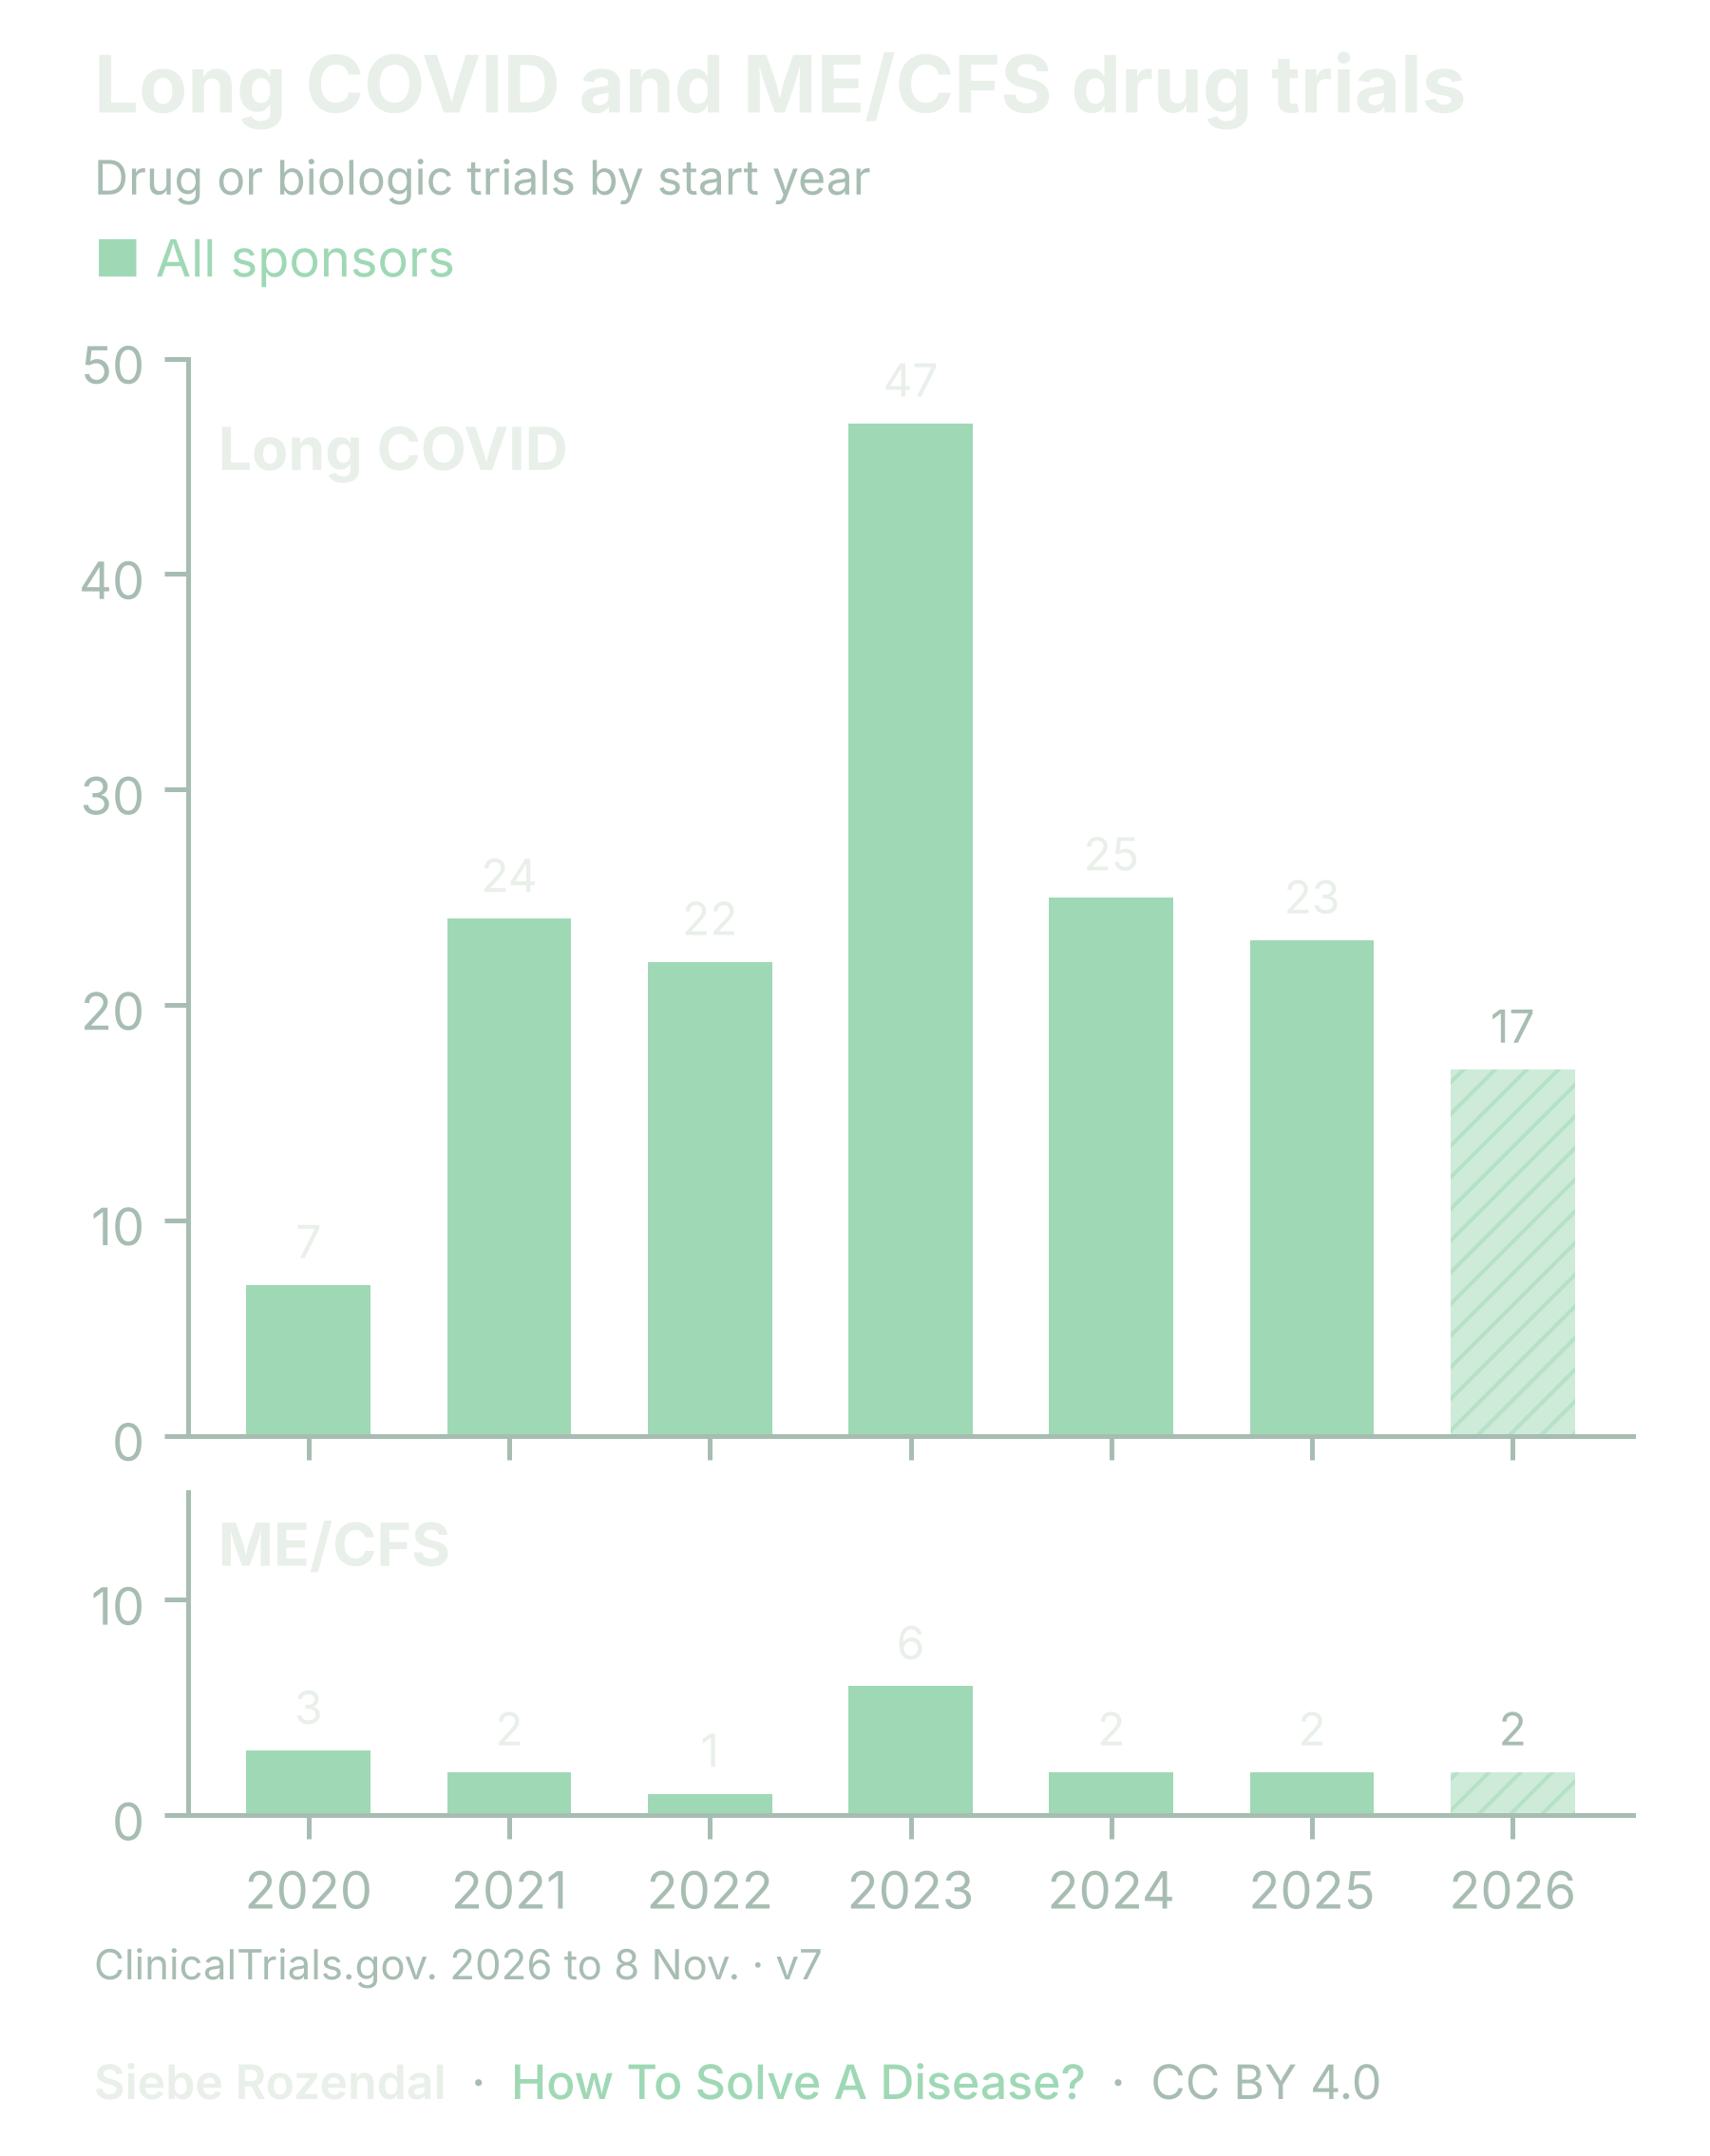 Long COVID and ME/CFS drug trials
Drug or biologic trials by start year
All sponsors
50
Long COVID
40
30
20
10
0
7
24
22
47
25
23
17
ME/CFS
10
0
3
2
1
6
2
2
2
2020 2021 2022 2023 2024 2025 2026
ClinicalTrials.gov. 2026 to 8 Nov. · v7
Siebe Rozendal · How To Solve A Disease? · CC BY 4.0